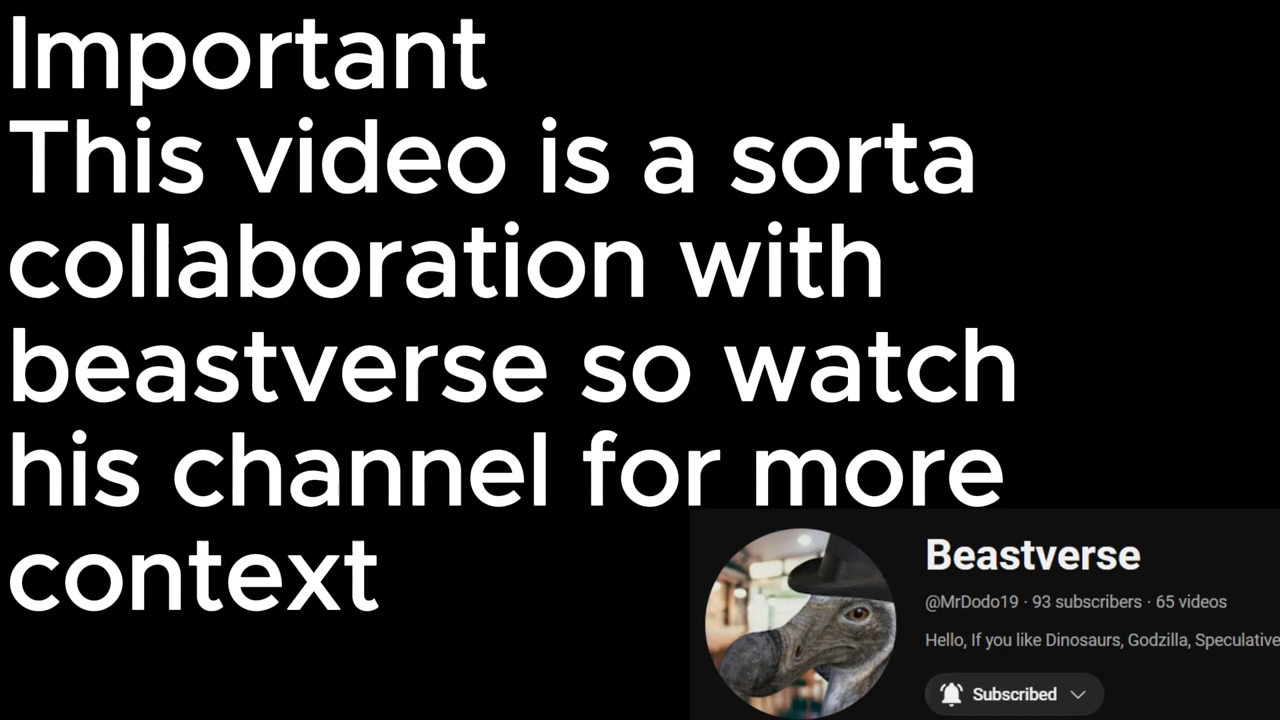 Important
This video is a sorta
collaboration with
beastverse so watch
his channel for more
context
Beastverse
@MrDodo19 · 93 subscribers · 65 videos
Hello, If you like Dinosaurs, Godzilla, Speculative
Subscribed